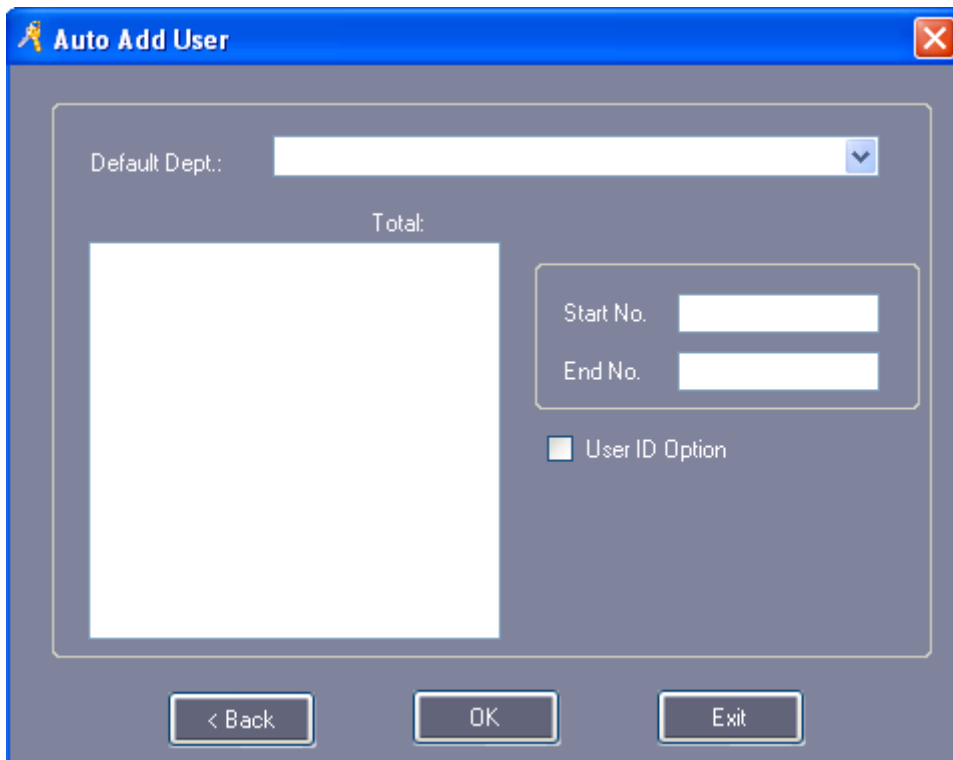 Auto Add User
Default Dept.:
Total:
Start No.
End No.
User ID Option
< Back
OK
Exit